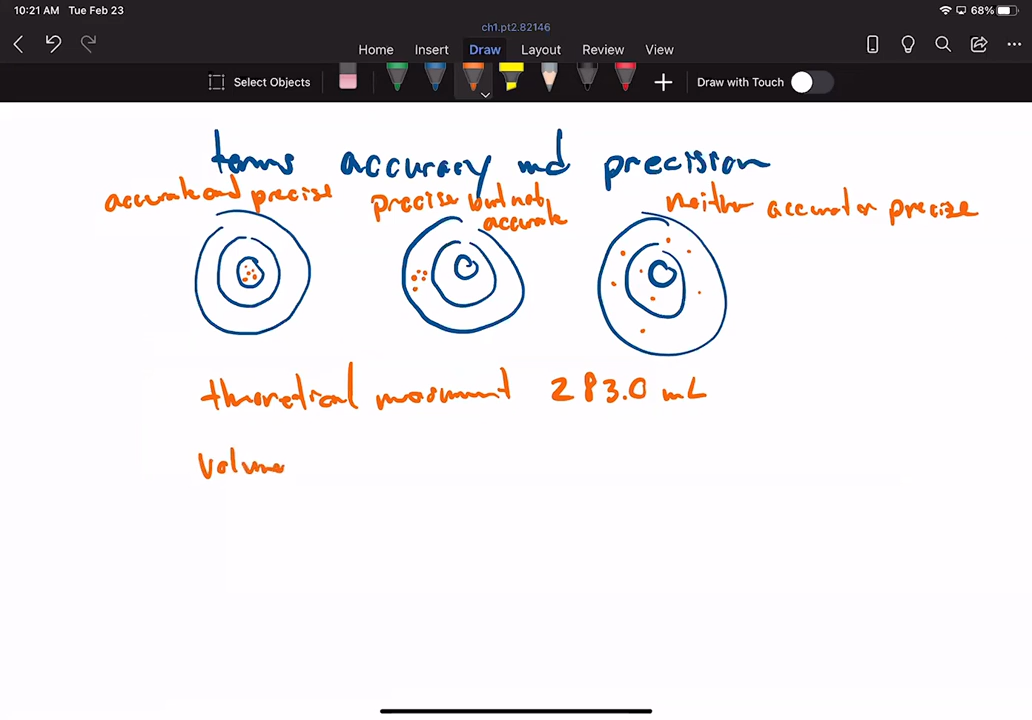 10:21 AM Tue Feb 23
68%
ch1.pt2.82146
Home Insert Draw Layout Review View
Select Objects
Draw with Touch
terms accuracy and precision
accurate and precise
precise but not
accurate
neither accurate or precise
theoretical 283.0 mL
volume